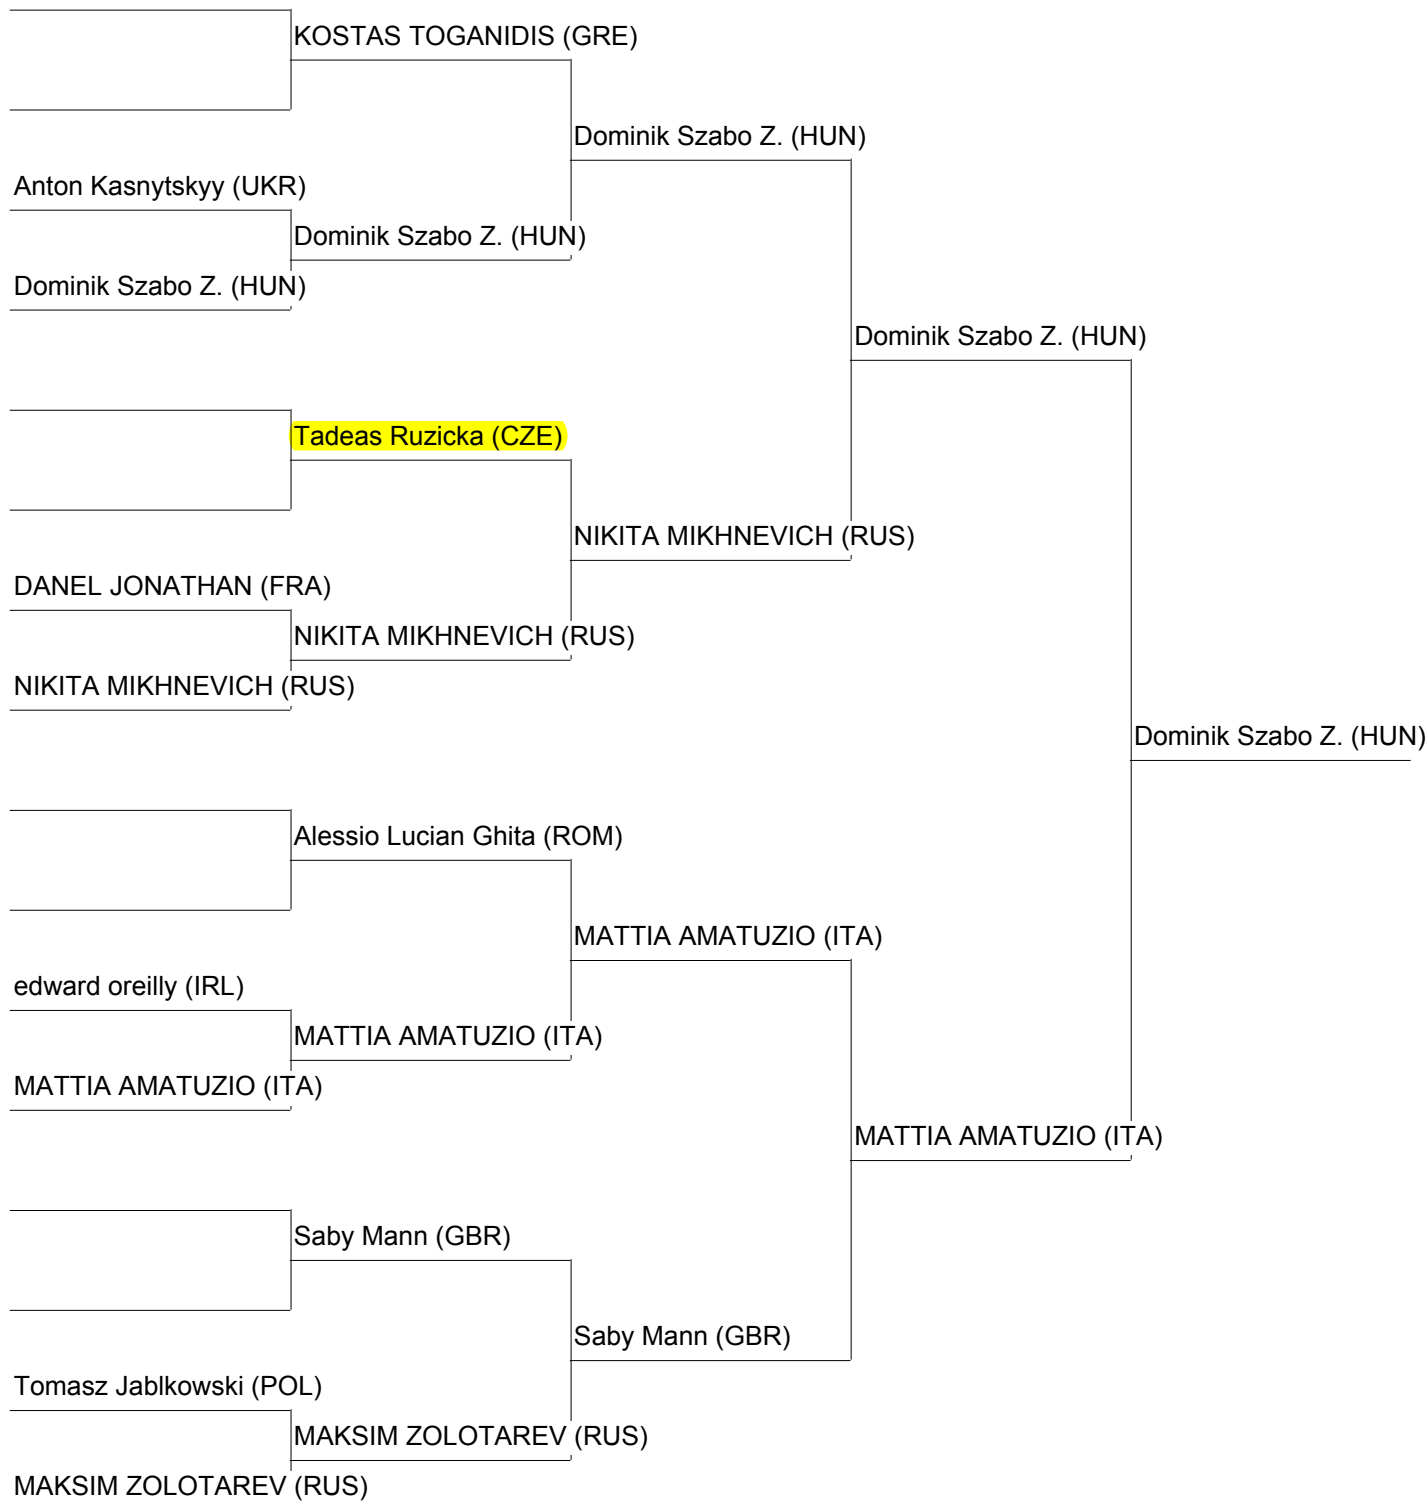 KOSTAS TOGANIDIS (GRE)
Dominik Szabo Z. (HUN)
Anton Kasnytskyy (UKR)
Dominik Szabo Z. (HUN)
Dominik Szabo Z. (HUN)
Dominik Szabo Z. (HUN)
Tadeas Ruzicka (CZE)
NIKITA MIKHNEVICH (RUS)
DANEL JONATHAN (FRA)
NIKITA MIKHNEVICH (RUS)
NIKITA MIKHNEVICH (RUS)
Dominik Szabo Z. (HUN)
Alessio Lucian Ghita (ROM)
MATTIA AMATUZIO (ITA)
edward oreilly (IRL)
MATTIA AMATUZIO (ITA)
MATTIA AMATUZIO (ITA)
MATTIA AMATUZIO (ITA)
Saby Mann (GBR)
Saby Mann (GBR)
Tomasz Jablkowski (POL)
MAKSIM ZOLOTAREV (RUS)
MAKSIM ZOLOTAREV (RUS)